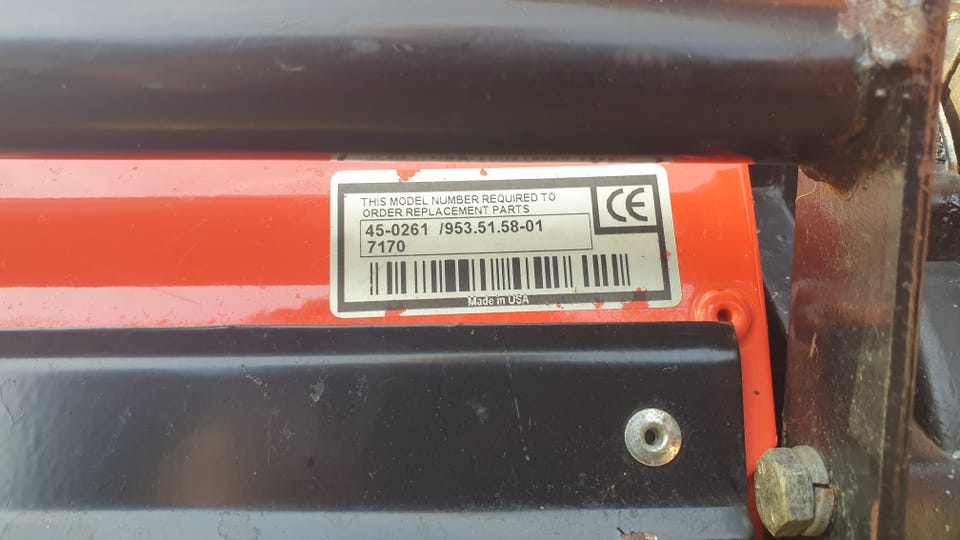 THIS MODEL NUMBER REQUIRED TO
ORDER REPLACEMENT PARTS
CE
45-0261 /953.51.58-01
7170
Made in USA